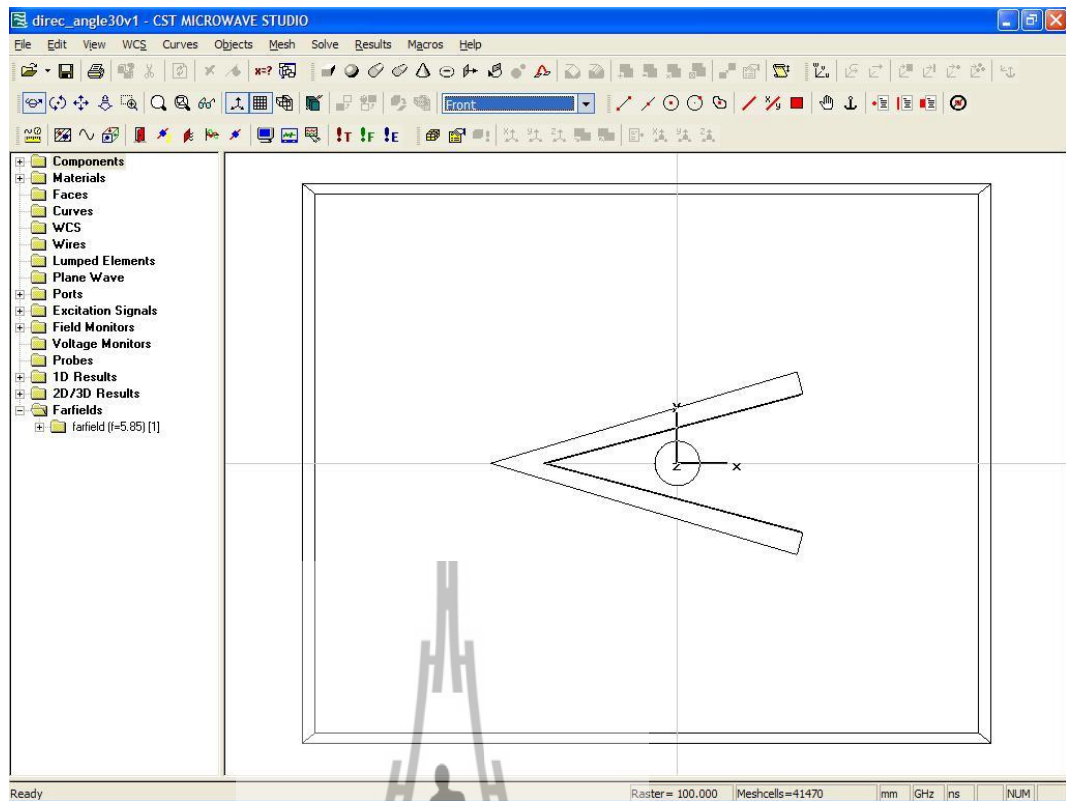 direc_angle30v1 - CST MICROWAVE STUDIO
File Edit View WCS Curves Objects Mesh Solve Results Macros Help
Front
!T !F !E
Components
Materials
Faces
Curves
WCS
Wires
Lumped Elements
Plane Wave
Ports
Excitation Signals
Field Monitors
Voltage Monitors
Probes
1D Results
2D/3D Results
Farfields
farfield (f=5.85) [1]
y
z x
Ready Raster= 100.000 Meshcells=41470 mm GHz ns NUM